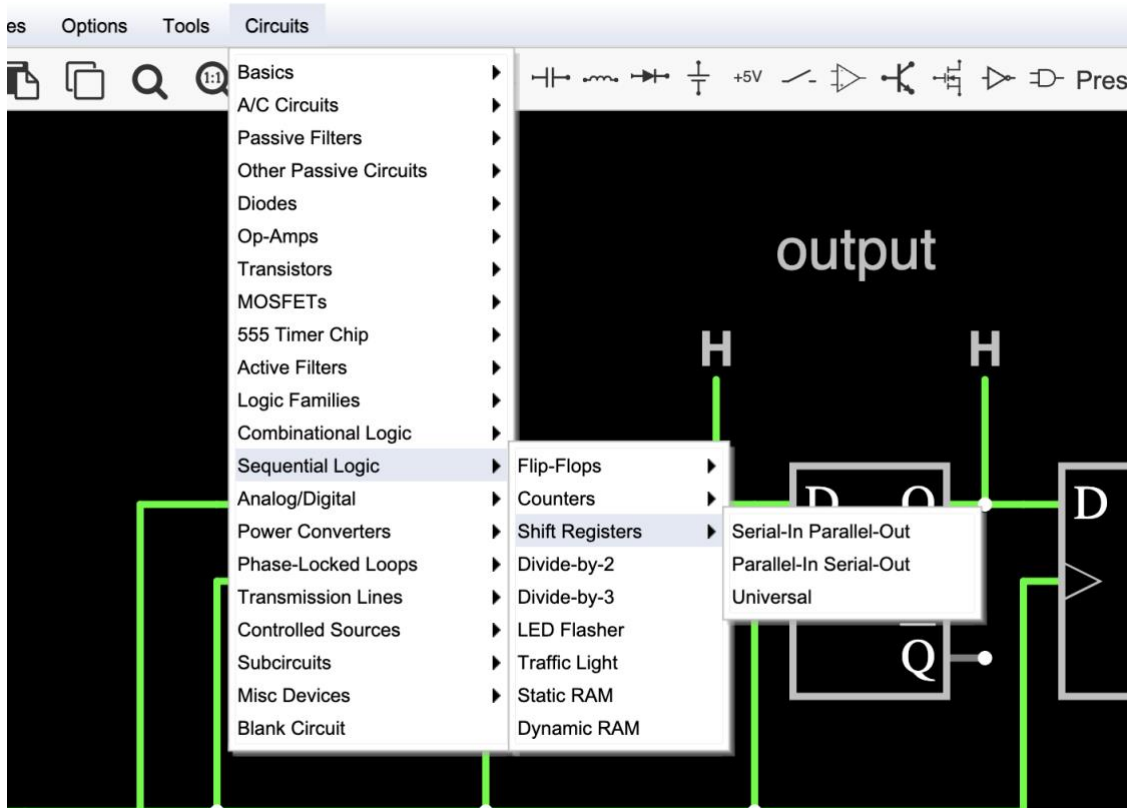 es Options Tools Circuits
+5V Pres
Basics
A/C Circuits
Passive Filters
Other Passive Circuits
Diodes
Op-Amps
Transistors
MOSFETs
555 Timer Chip
Active Filters
Logic Families
Combinational Logic
Sequential Logic
Analog/Digital
Power Converters
Phase-Locked Loops
Transmission Lines
Controlled Sources
Subcircuits
Misc Devices
Blank Circuit
Flip-Flops
Counters
Shift Registers
Divide-by-2
Divide-by-3
LED Flasher
Traffic Light
Static RAM
Dynamic RAM
Serial-In Parallel-Out
Parallel-In Serial-Out
Universal
output
H H
D Q D
Q
1:1